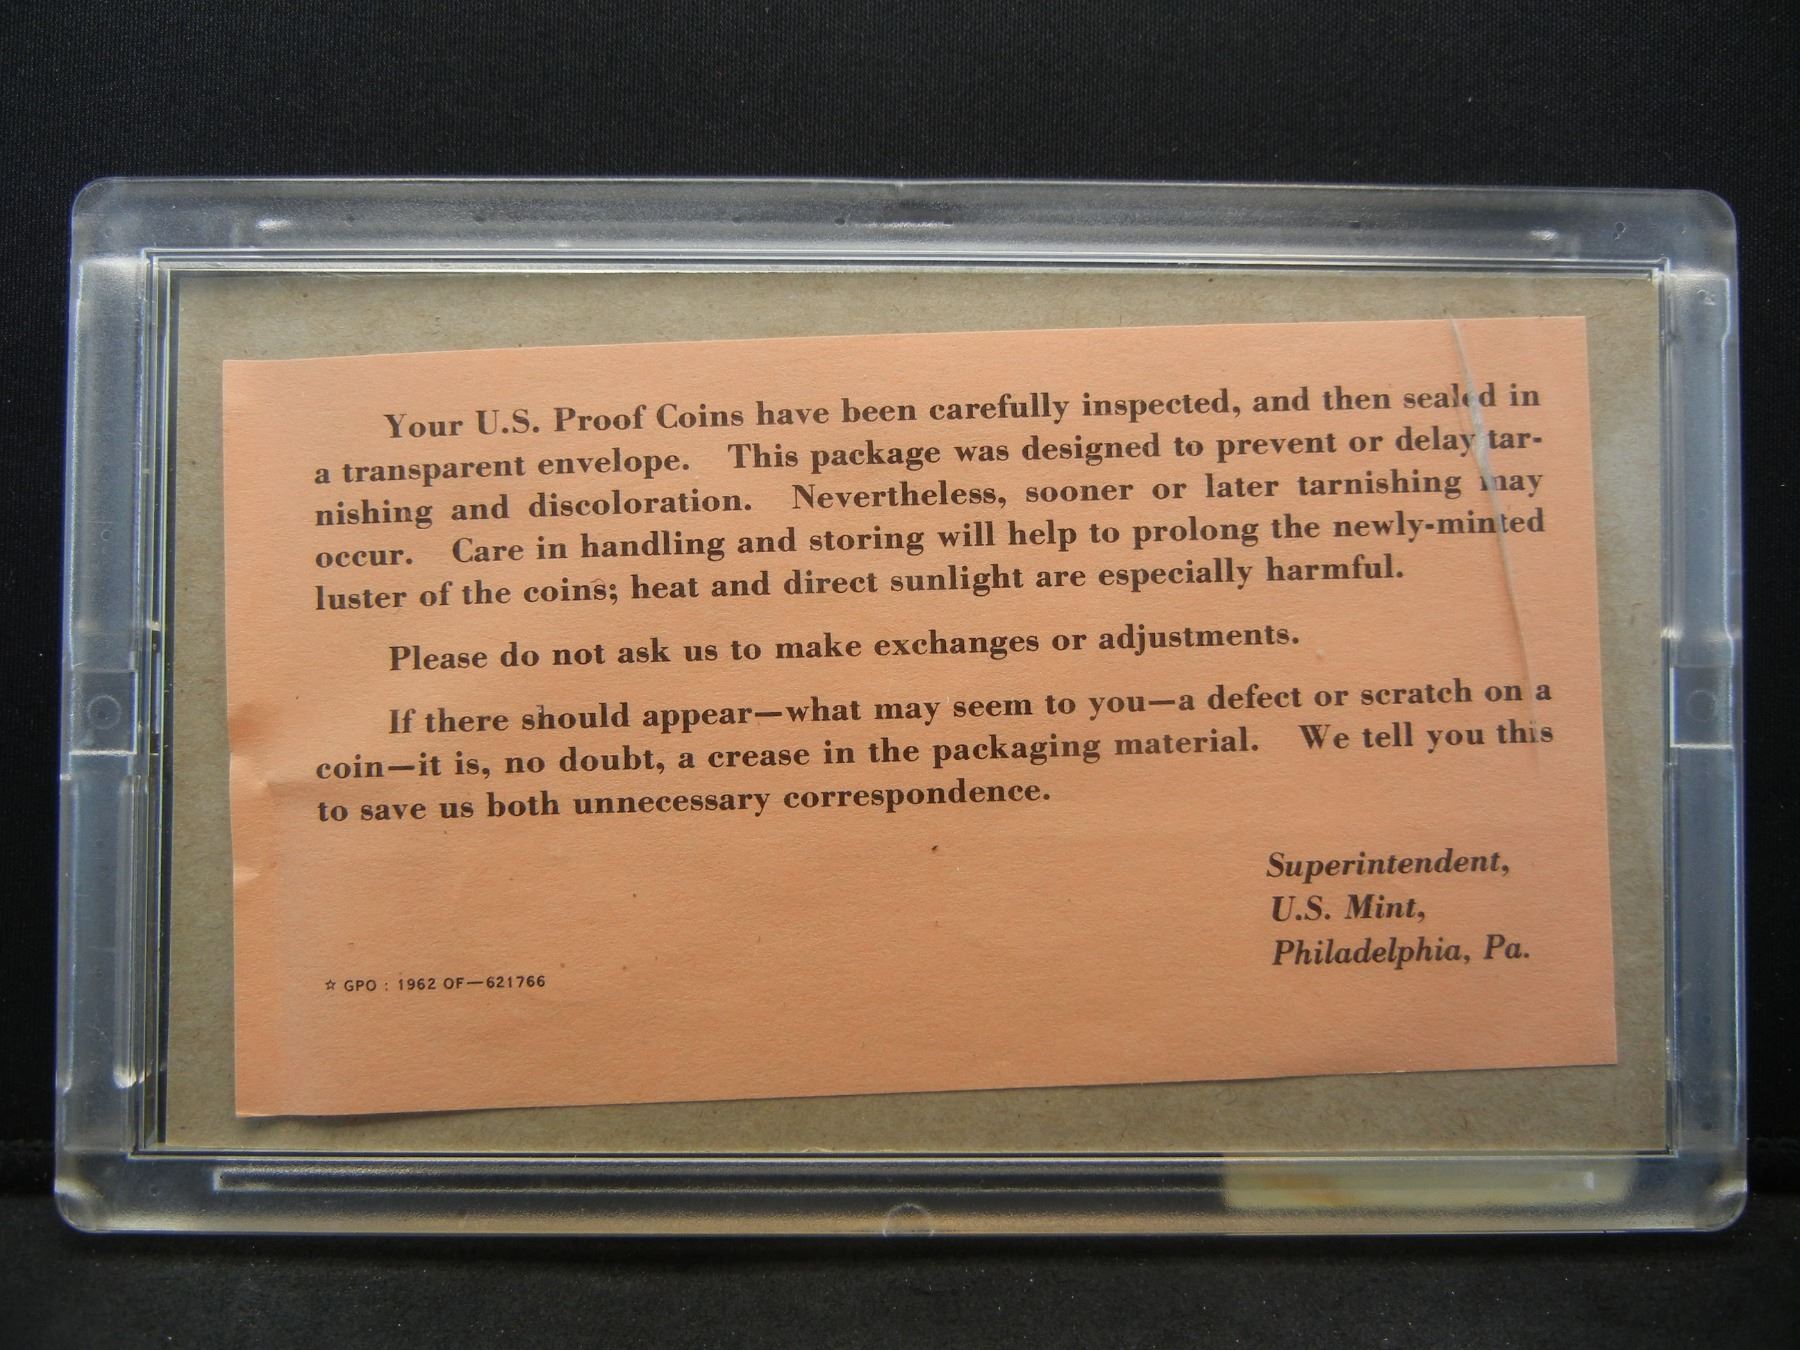 Your U.S. Proof Coins have been carefully inspected, and then sealed in
a transparent envelope. This package was designed to prevent or delay tar-
nishing and discoloration. Nevertheless, sooner or later tarnishing may
occur. Care in handling and storing will help to prolong the newly-minted
luster of the coins; heat and direct sunlight are especially harmful.
Please do not ask us to make exchanges or adjustments.
If there should appear—what may seem to you—a defect or scratch on a
coin—it is, no doubt, a crease in the packaging material. We tell you this
to save us both unnecessary correspondence.
Superintendent,
U.S. Mint,
Philadelphia, Pa.
☆ GPO : 1962 OF—621766